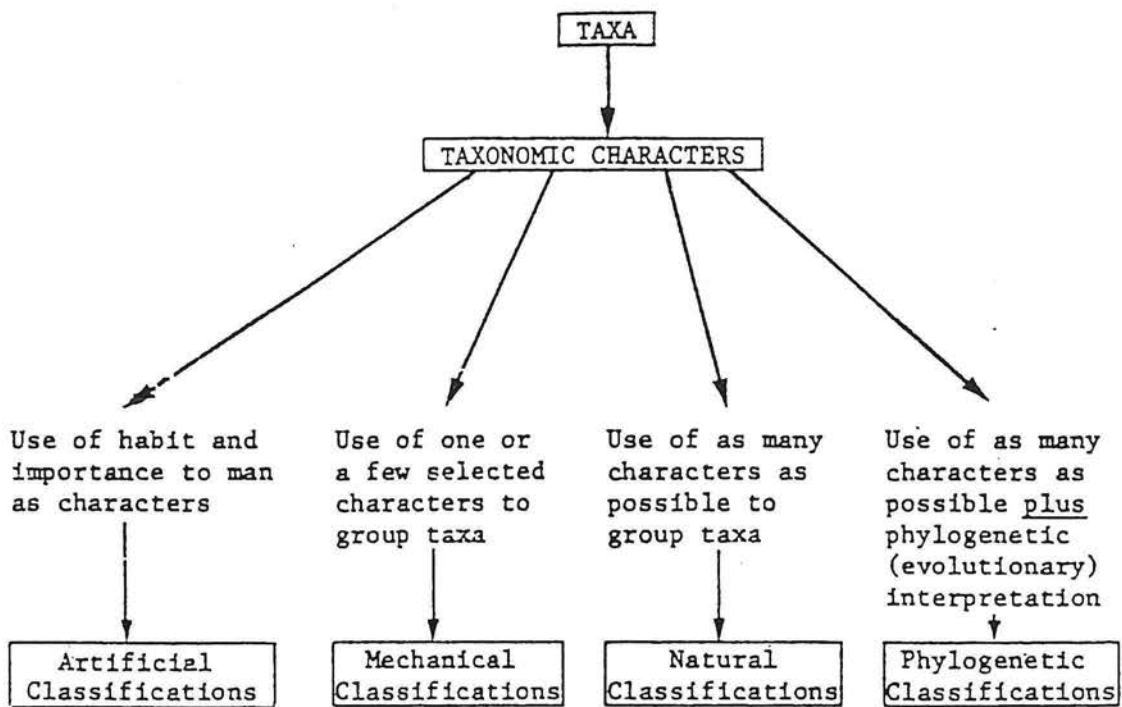 TAXA
TAXONOMIC CHARACTERS
Use of habit and
importance to man
as characters
Use of one or
a few selected
characters to
group taxa
Use of as many
characters as
possible to
group taxa
Use of as many
characters as
possible plus
phylogenetic
(evolutionary)
interpretation
Artificial
Classifications
Mechanical
Classifications
Natural
Classifications
Phylogenetic
Classifications